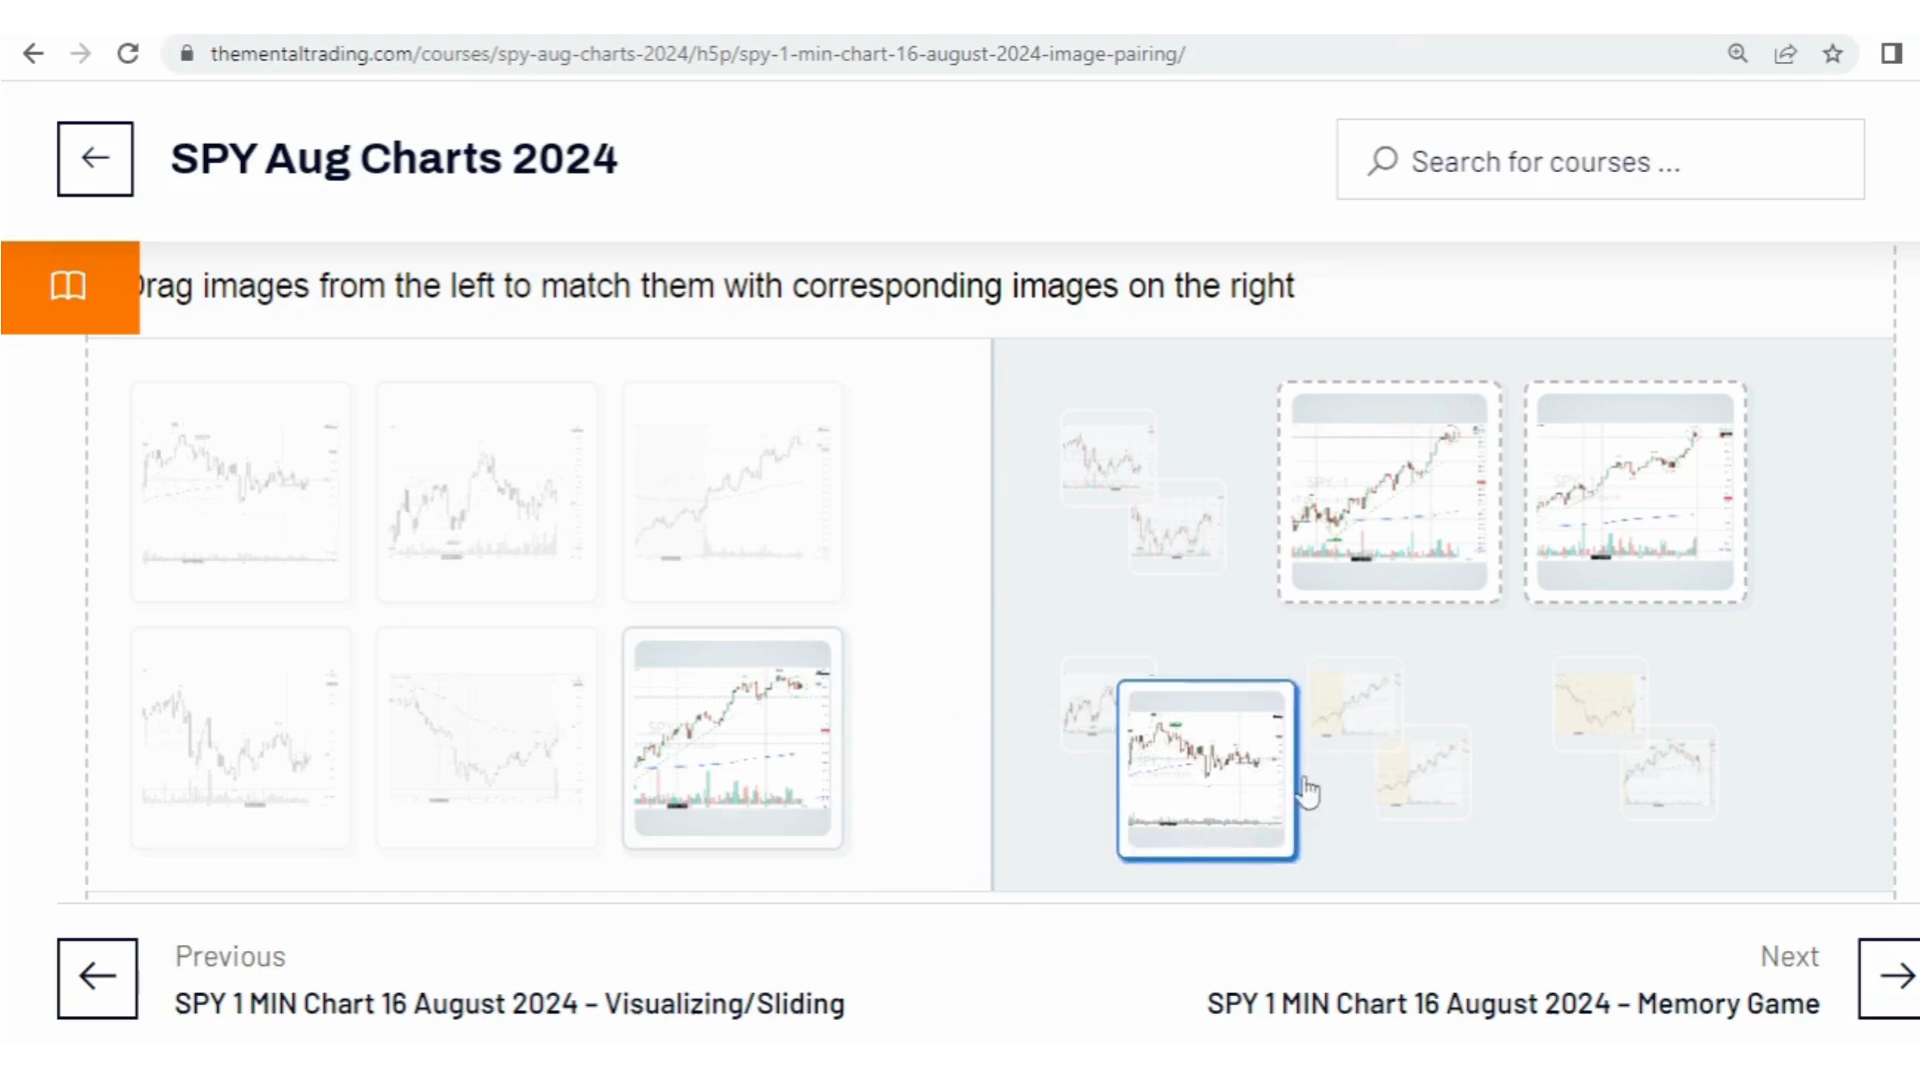 thementaltrading.com/courses/spy-aug-charts-2024/h5p/spy-1-min-chart-16-august-2024-image-pairing/
SPY Aug Charts 2024
Search for courses ...
rag images from the left to match them with corresponding images on the right
Previous
SPY 1 MIN Chart 16 August 2024 – Visualizing/Sliding
Next
SPY 1 MIN Chart 16 August 2024 – Memory Game